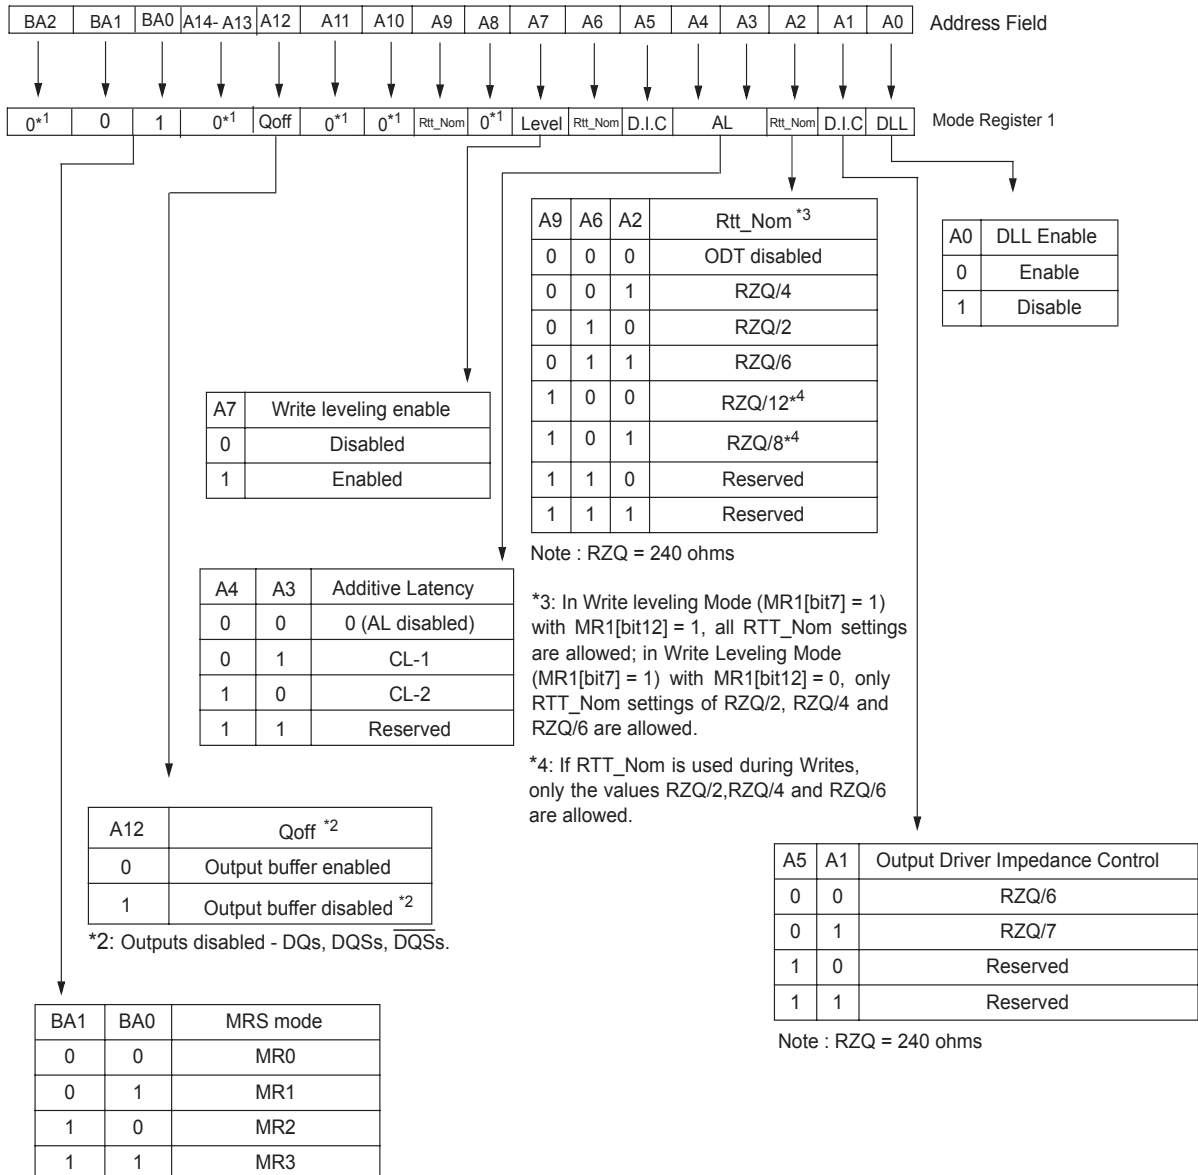 BA2 BA1 BA0 A14- A13 A12 A11 A10 A9 A8 A7 A6 A5 A4 A3 A2 A1 A0 Address Field
0*1 0 1 0*1 Qoff 0*1 0*1 Rtt_Nom 0*1 Level Rtt_Nom D.I.C AL Rtt_Nom D.I.C DLL Mode Register 1
A9 A6 A2 Rtt_Nom *3
0 0 0 ODT disabled
0 0 1 RZQ/4
0 1 0 RZQ/2
0 1 1 RZQ/6
1 0 0 RZQ/12*4
1 0 1 RZQ/8*4
1 1 0 Reserved
1 1 1 Reserved
Note : RZQ = 240 ohms
A0 DLL Enable
0 Enable
1 Disable
A7 Write leveling enable
0 Disabled
1 Enabled
*3: In Write leveling Mode (MR1[bit7] = 1)
with MR1[bit12] = 1, all RTT_Nom settings
are allowed; in Write Leveling Mode
(MR1[bit7] = 1) with MR1[bit12] = 0, only
RTT_Nom settings of RZQ/2, RZQ/4 and
RZQ/6 are allowed.
*4: If RTT_Nom is used during Writes,
only the values RZQ/2,RZQ/4 and RZQ/6
are allowed.
A4 A3 Additive Latency
0 0 0 (AL disabled)
0 1 CL-1
1 0 CL-2
1 1 Reserved
A12 Qoff *2
0 Output buffer enabled
1 Output buffer disabled *2
*2: Outputs disabled - DQs, DQSs, D̅Q̅S̅s.
A5 A1 Output Driver Impedance Control
0 0 RZQ/6
0 1 RZQ/7
1 0 Reserved
1 1 Reserved
Note : RZQ = 240 ohms
BA1 BA0 MRS mode
0 0 MR0
0 1 MR1
1 0 MR2
1 1 MR3